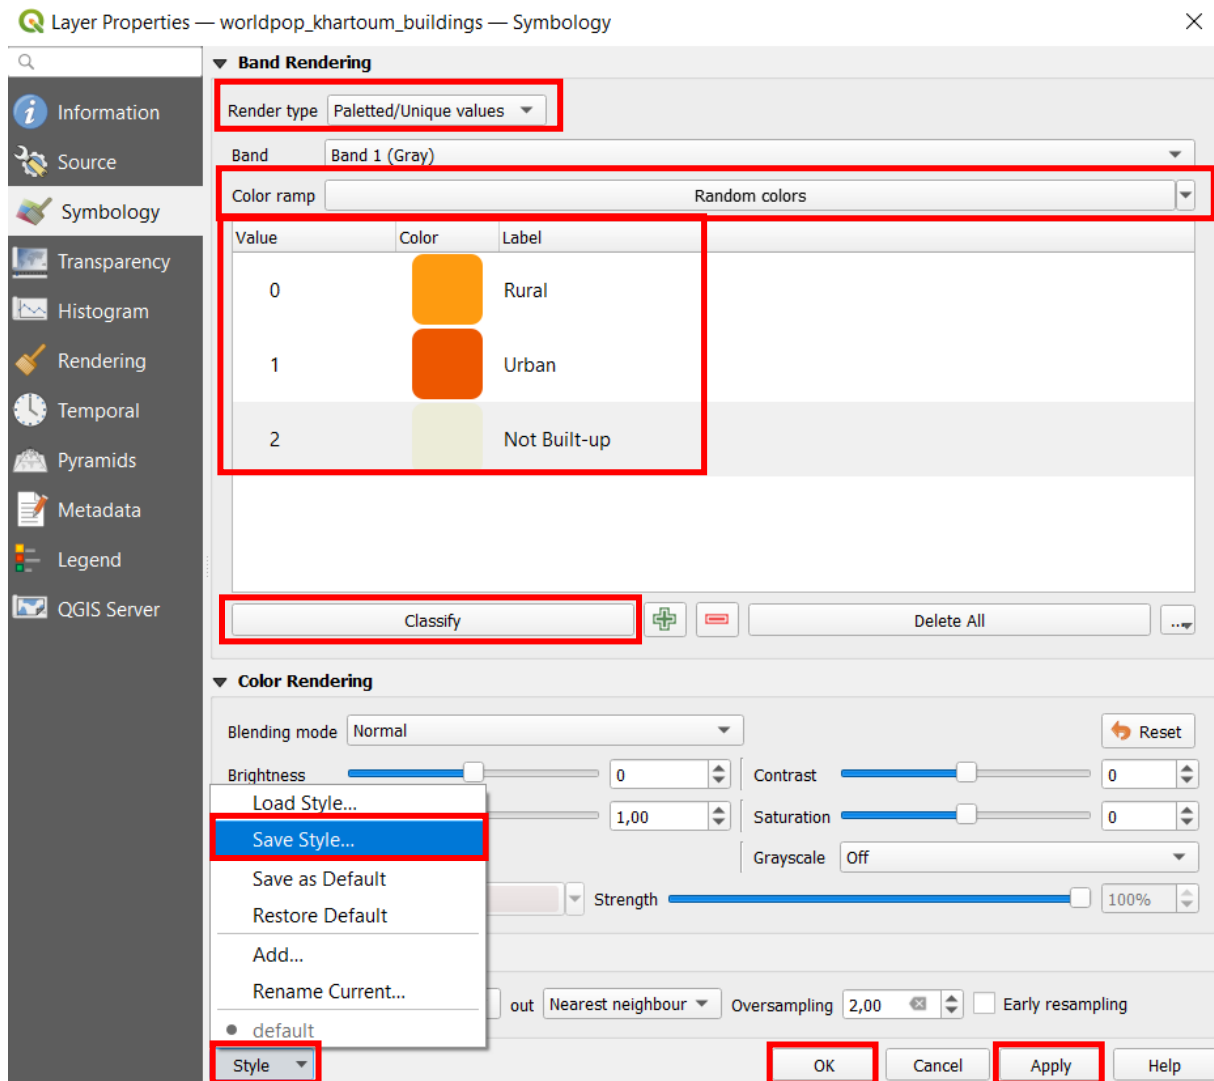 Layer Properties — worldpop_khartoum_buildings — Symbology
Information
Source
Symbology
Transparency
Histogram
Rendering
Temporal
Pyramids
Metadata
Legend
QGIS Server
Band Rendering
Render type Paletted/Unique values
Band Band 1 (Gray)
Color ramp Random colors
Value Color Label
0 Rural
1 Urban
2 Not Built-up
Classify Delete All ...
Color Rendering
Blending mode Normal Reset
Brightness 0 Contrast 0
1,00 Saturation 0
Grayscale Off
Strength 100%
out Nearest neighbour Oversampling 2,00 Early resampling
Load Style...
Save Style...
Save as Default
Restore Default
Add...
Rename Current...
default
Style OK Cancel Apply Help